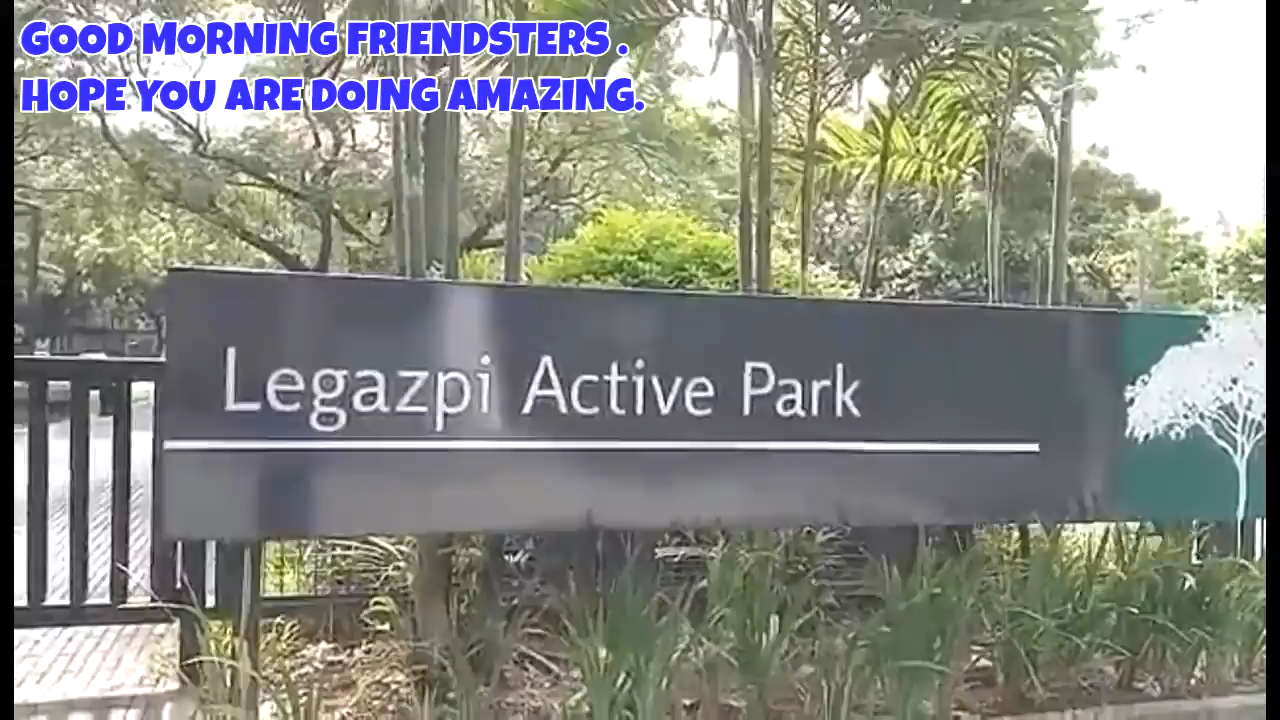 GOOD MORNING FRIENDSTERS .
HOPE YOU ARE DOING AMAZING.
Legazpi Active Park